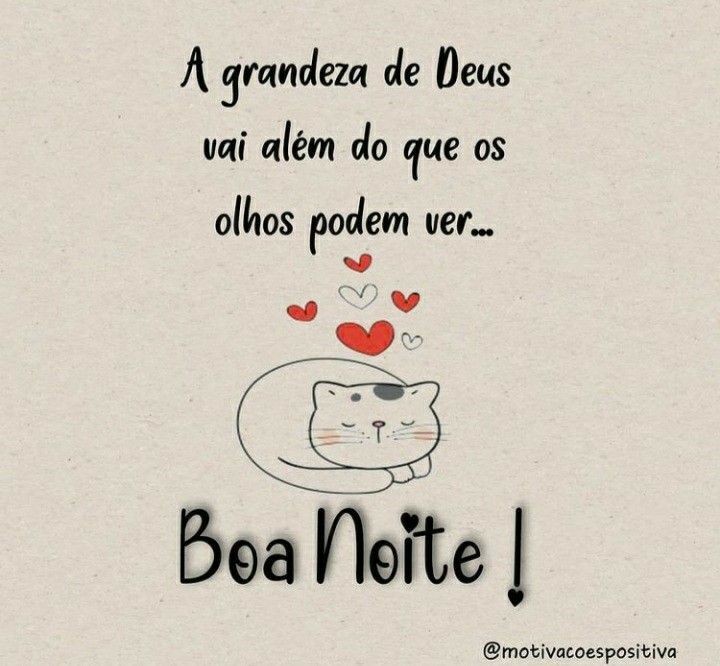 A grandeza de Deus
vai além do que os
olhos podem ver...
Boa Noite!
@motivacoespositiva